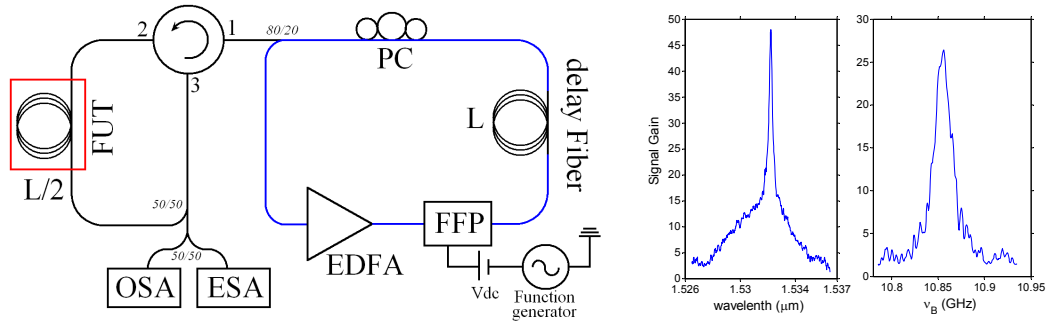 2
1
3
80/20
PC
delay Fiber
L
FUT
L/2
50/50
50/50
OSA
ESA
EDFA
FFP
Vdc
Function
generator
Signal Gain
50
45
40
35
30
25
20
15
10
5
0
1.526
1.53
1.534
1.537
wavelenth (μm)
30
25
20
15
10
5
0
10.8
10.85
10.9
10.95
νB (GHz)